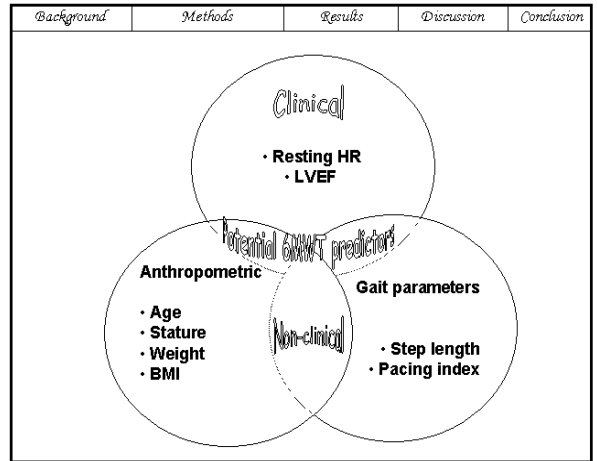 Background Methods Results Discussion Conclusion
Clinical
• Resting HR
• LVEF
Potential 6MWT predictors
Anthropometric
• Age
• Stature
• Weight
• BMI
Non-clinical
Gait parameters
• Step length
• Pacing index